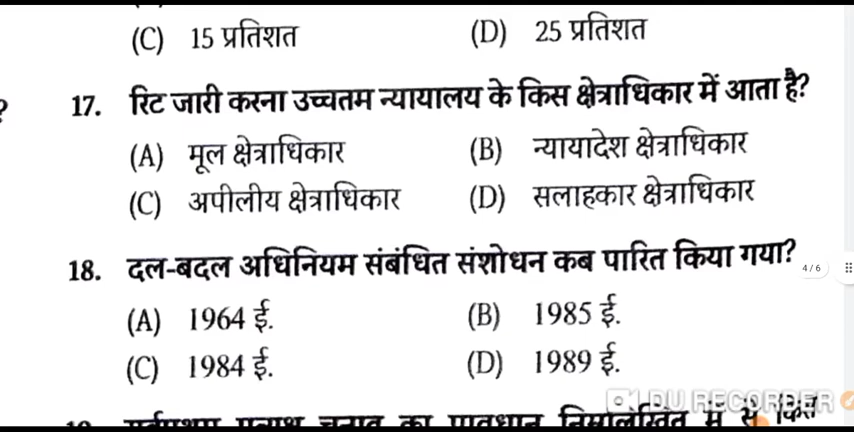 (C) 15 प्रतिशत (D) 25 प्रतिशत
17. रिट जारी करना उच्चतम न्यायालय के किस क्षेत्राधिकार में आता है?
(A) मूल क्षेत्राधिकार (B) न्यायादेश क्षेत्राधिकार
(C) अपीलीय क्षेत्राधिकार (D) सलाहकार क्षेत्राधिकार
18. दल-बदल अधिनियम संबंधित संशोधन कब पारित किया गया?
4/6
(A) 1964 ई. (B) 1985 ई.
(C) 1984 ई. (D) 1989 ई.
DU RECORDER